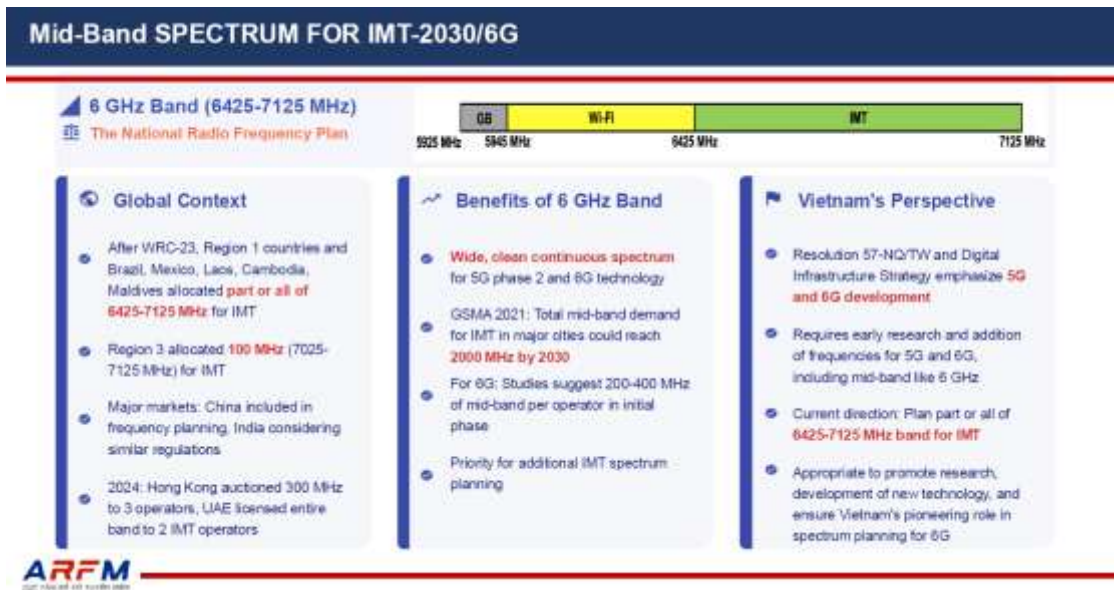 Mid-Band SPECTRUM FOR IMT-2030/6G
6 GHz Band (6425-7125 MHz)
The National Radio Frequency Plan
GB
Wi-Fi
IMT
5925 MHz
5945 MHz
6425 MHz
7125 MHz
Global Context
After WRC-23, Region 1 countries and
Brazil, Mexico, Laos, Cambodia,
Maldives allocated part or all of
6425-7125 MHz for IMT
Region 3 allocated 100 MHz (7025-
7125 MHz) for IMT
Major markets: China included in
frequency planning, India considering
similar regulations
2024: Hong Kong auctioned 300 MHz
to 3 operators, UAE licensed entire
band to 2 IMT operators
Benefits of 6 GHz Band
Wide, clean continuous spectrum
for 5G phase 2 and 6G technology
GSMA 2021: Total mid-band demand
for IMT in major cities could reach
2000 MHz by 2030
For 6G: Studies suggest 200-400 MHz
of mid-band per operator in initial
phase
Priority for additional IMT spectrum
planning
Vietnam's Perspective
Resolution 57-NQ/TW and Digital
Infrastructure Strategy emphasize 5G
and 6G development
Requires early research and addition
of frequencies for 5G and 6G,
including mid-band like 6 GHz
Current direction: Plan part or all of
6425-7125 MHz band for IMT
Appropriate to promote research,
development of new technology, and
ensure Vietnam's pioneering role in
spectrum planning for 6G
ARFM